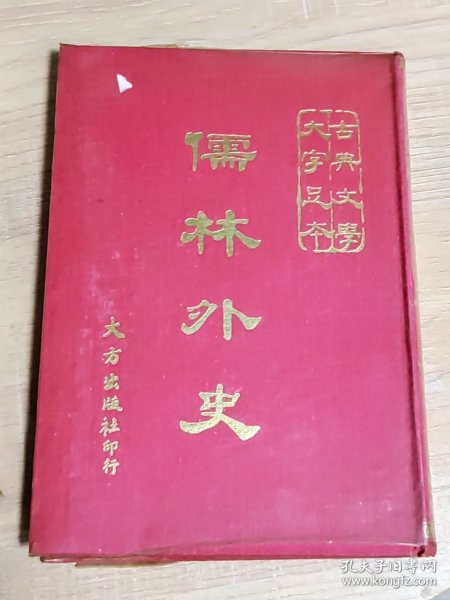 古典文學
大字足本
儒林外史
大方出版社印行
孔夫子旧书网
www.kongfz.com